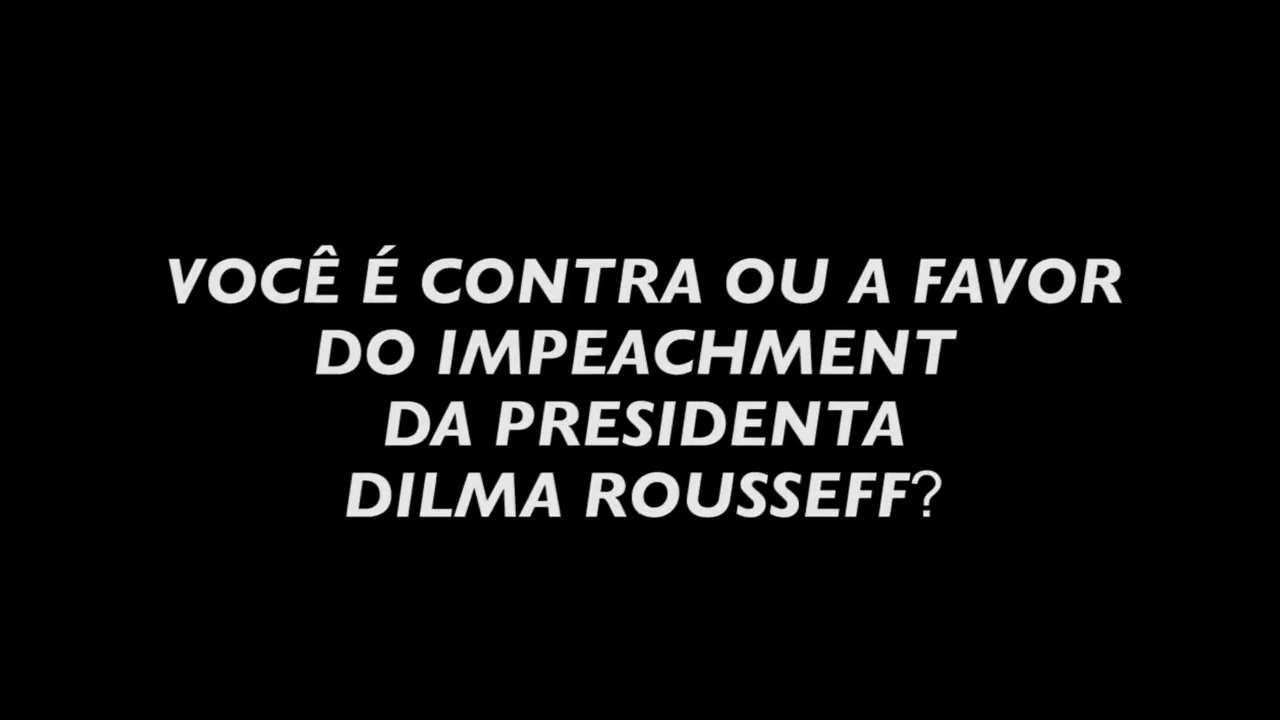 VOCÊ É CONTRA OU A FAVOR
DO IMPEACHMENT
DA PRESIDENTA
DILMA ROUSSEFF?